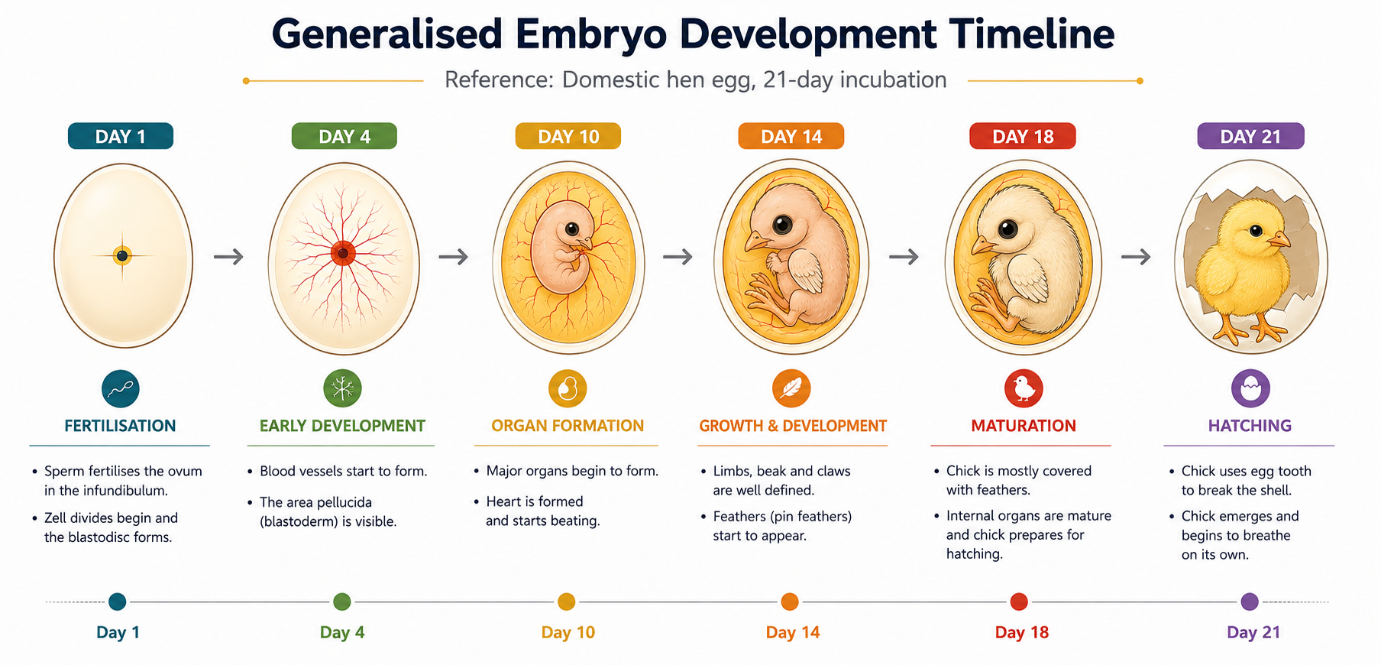 Generalised Embryo Development Timeline
Reference: Domestic hen egg, 21-day incubation
DAY 1
DAY 4
DAY 10
DAY 14
DAY 18
DAY 21
FERTILISATION
• Sperm fertilises the ovum
in the infundibulum.
• Zell divides begin and
the blastodisc forms.
EARLY DEVELOPMENT
• Blood vessels start to form.
• The area pellucida
(blastoderm) is visible.
ORGAN FORMATION
• Major organs begin to form.
• Heart is formed
and starts beating.
GROWTH & DEVELOPMENT
• Limbs, beak and claws
are well defined.
• Feathers (pin feathers)
start to appear.
MATURATION
• Chick is mostly covered
with feathers.
• Internal organs are mature
and chick prepares for
hatching.
HATCHING
• Chick uses egg tooth
to break the shell.
• Chick emerges and
begins to breathe
on its own.
Day 1
Day 4
Day 10
Day 14
Day 18
Day 21